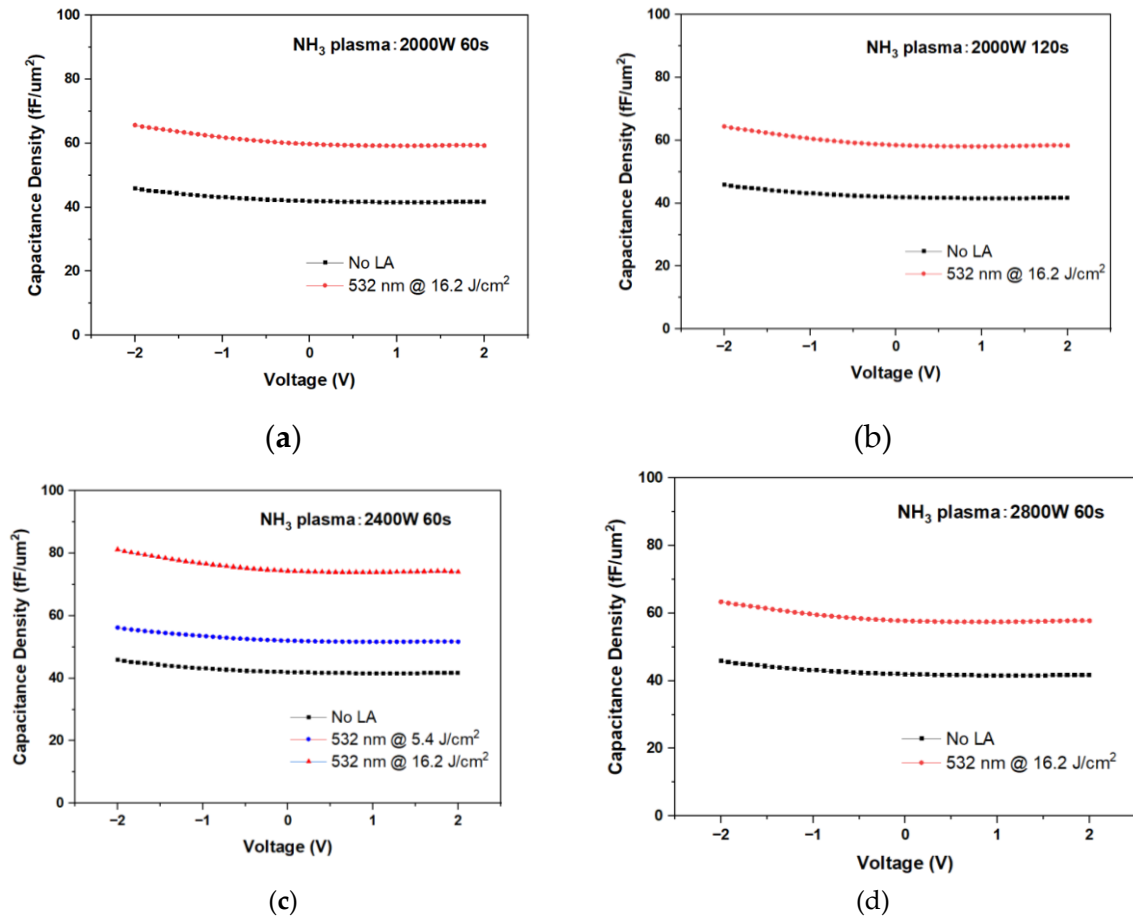 NH₃ plasma:2000W 60s
Capacitance Density (fF/um²)
100
80
60
40
20
0
No LA
532 nm @ 16.2 J/cm²
−2
−1
0
1
2
Voltage (V)
(a)
NH₃ plasma:2000W 120s
Capacitance Density (fF/um²)
100
80
60
40
20
0
No LA
532 nm @ 16.2 J/cm²
−2
−1
0
1
2
Voltage (V)
(b)
NH₃ plasma:2400W 60s
Capacitance Density (fF/um²)
100
80
60
40
20
0
No LA
532 nm @ 5.4 J/cm²
532 nm @ 16.2 J/cm²
−2
−1
0
1
2
Voltage (V)
(c)
NH₃ plasma:2800W 60s
Capacitance Density (fF/um²)
100
80
60
40
20
0
No LA
532 nm @ 16.2 J/cm²
−2
−1
0
1
2
Voltage (V)
(d)